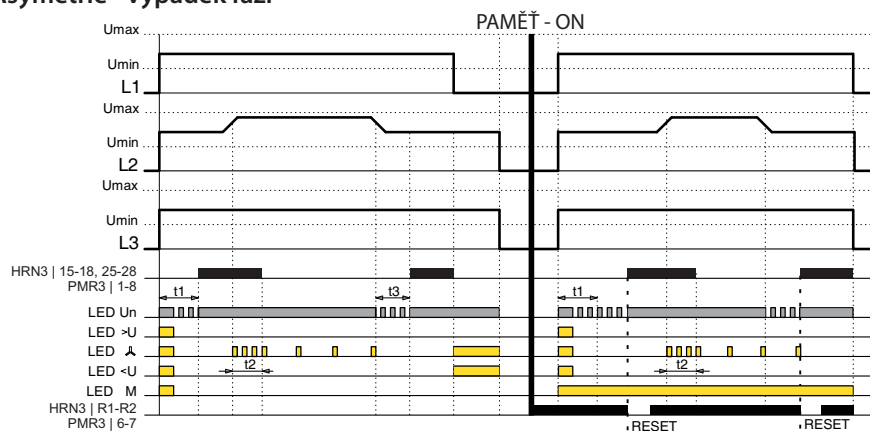 Asymetrie - výpadek fází
PAMĚŤ - ON
Umax
Umin
L1
Umax
Umin
L2
Umax
Umin
L3
HRN3 | 15-18, 25-28
PMR3 | 1-8
t1
t3
t1
LED Un
LED >U
LED
t2
t2
LED <U
LED M
HRN3 | R1-R2
PMR3 | 6-7
RESET
RESET